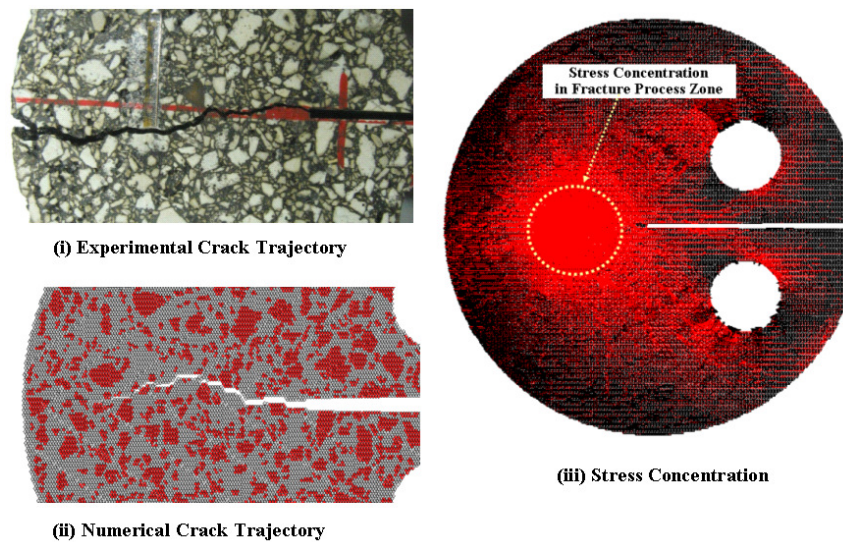 (i) Experimental Crack Trajectory
(ii) Numerical Crack Trajectory
Stress Concentration
in Fracture Process Zone
(iii) Stress Concentration